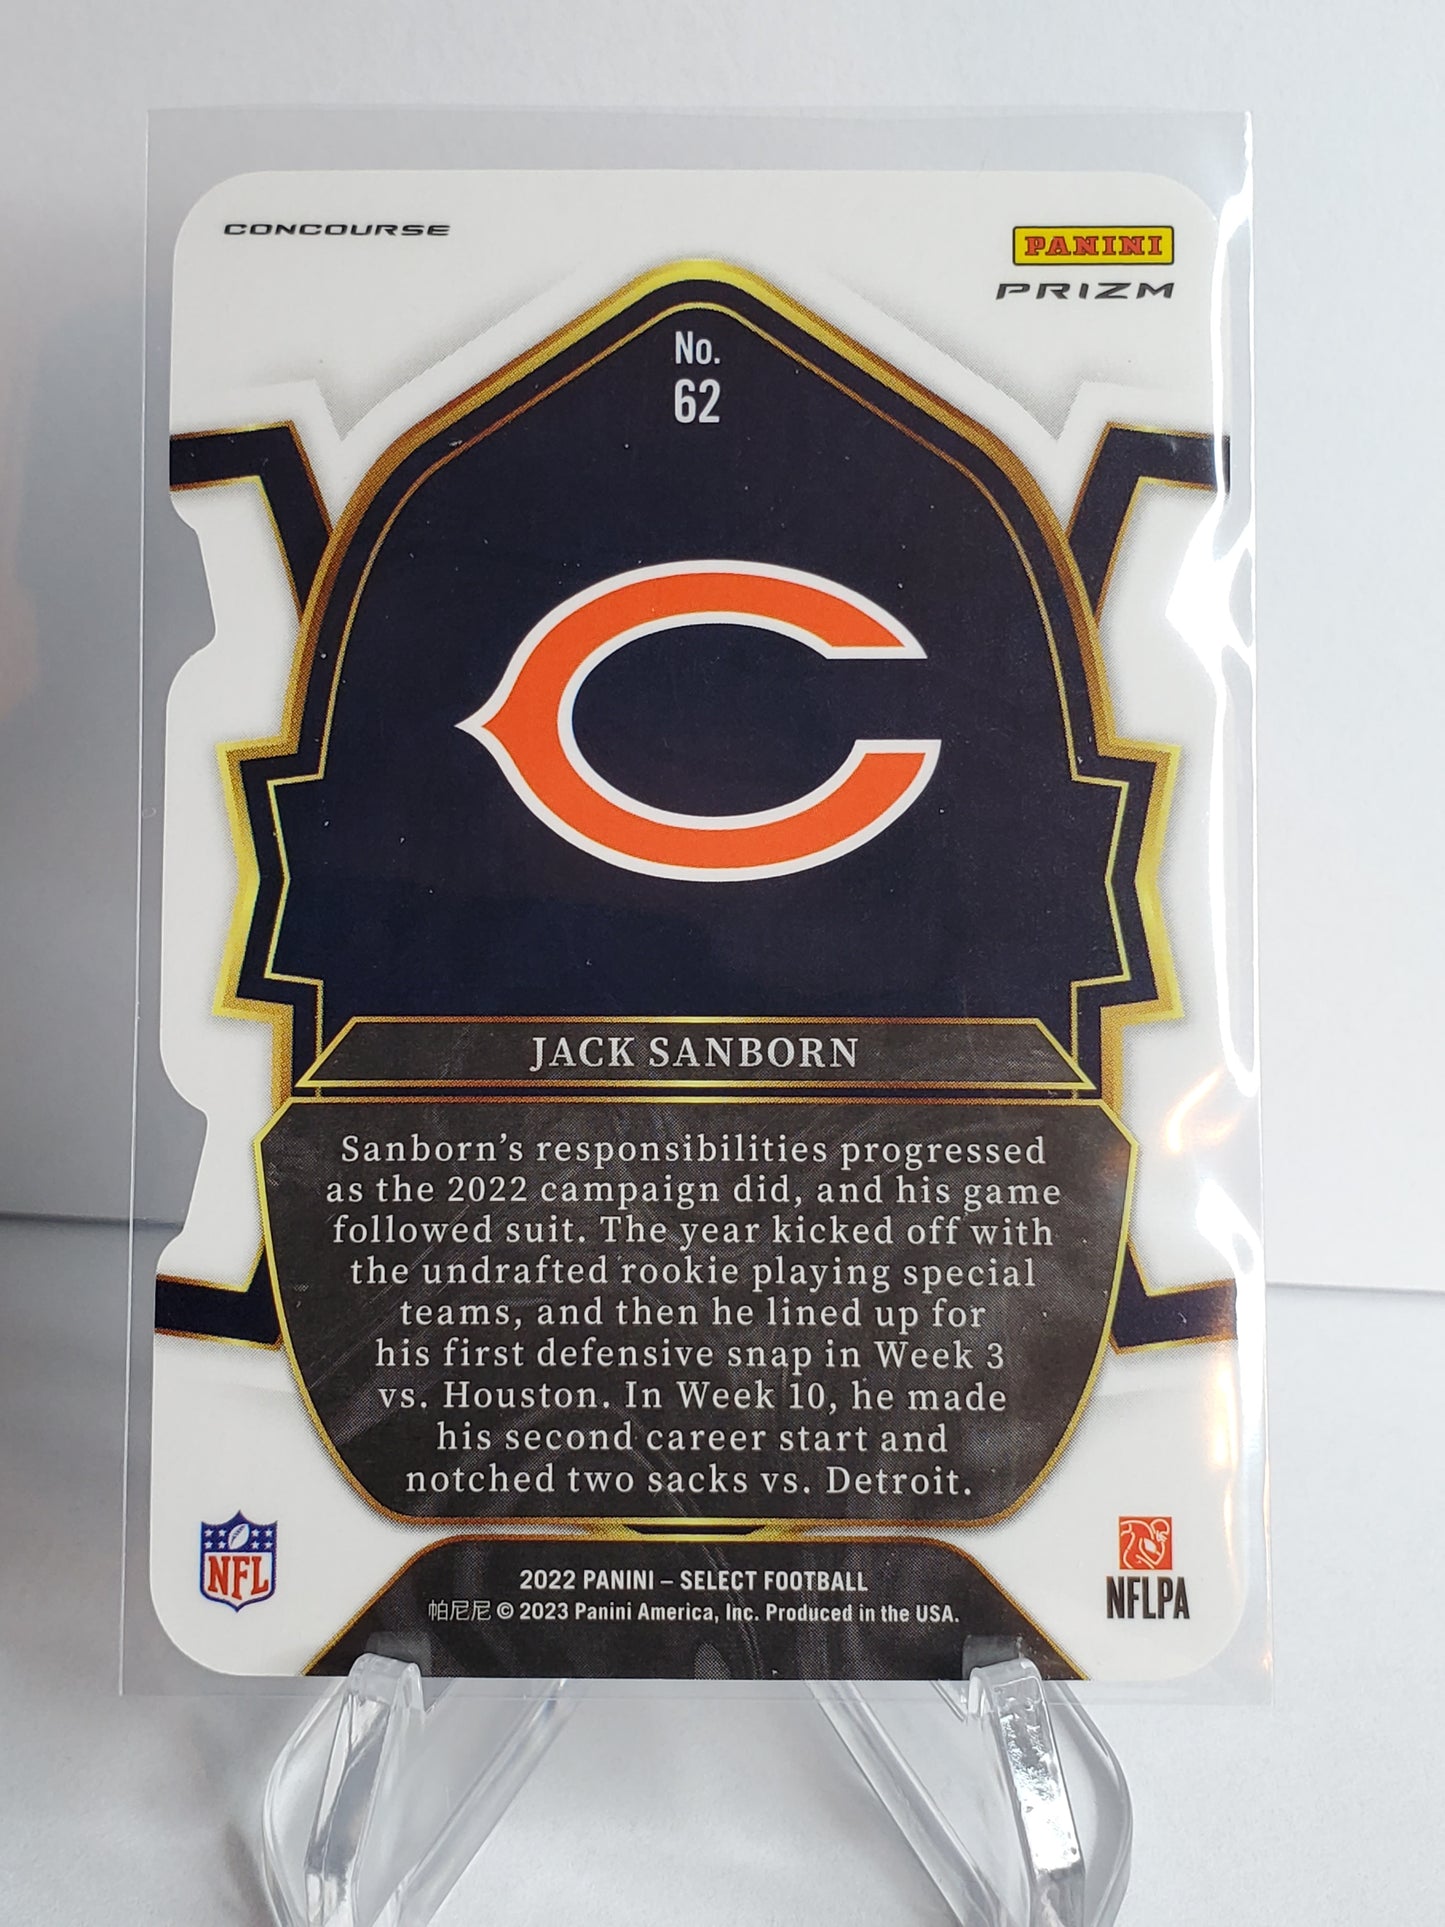 CONCOURSE
PANINI
PRIZM
No.
62
JACK SANBORN
Sanborn's responsibilities progressed
as the 2022 campaign did, and his game
followed suit. The year kicked off with
the undrafted rookie playing special
teams, and then he lined up for
his first defensive snap in Week 3
vs. Houston. In Week 10, he made
his second career start and
notched two sacks vs. Detroit.
NFL
NFLPA
2022 PANINI – SELECT FOOTBALL
帕尼尼 © 2023 Panini America, Inc. Produced in the USA.